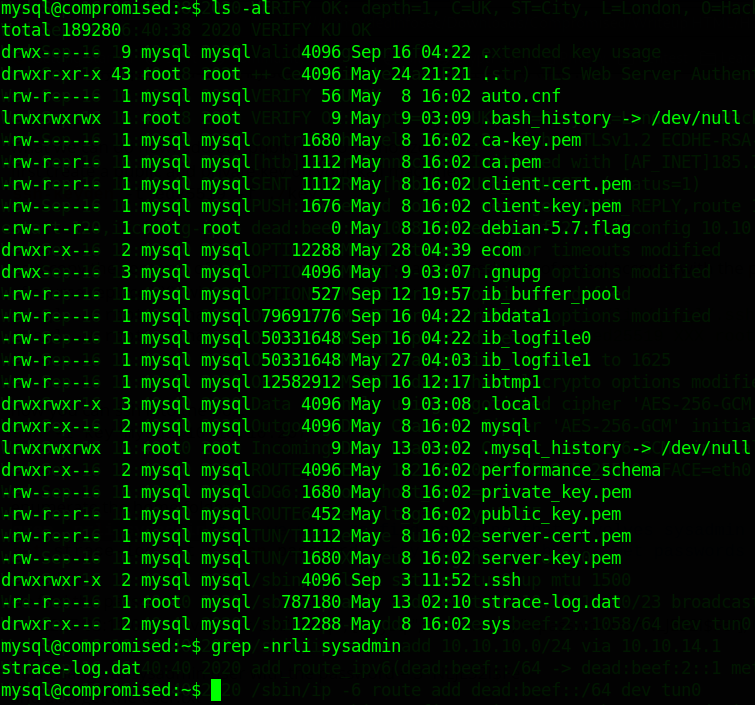 mysql@compromised:~$ ls -al
total 189280
drwx------  9 mysql mysql     4096 Sep 16 04:22 .
drwxr-xr-x 43 root  root      4096 May 24 21:21 ..
-rw-r-----  1 mysql mysql       56 May  8 16:02 auto.cnf
lrwxrwxrwx  1 root  root         9 May  9 03:09 .bash_history -> /dev/null
-rw-------  1 mysql mysql     1680 May  8 16:02 ca-key.pem
-rw-r--r--  1 mysql mysql     1112 May  8 16:02 ca.pem
-rw-r--r--  1 mysql mysql     1112 May  8 16:02 client-cert.pem
-rw-------  1 mysql mysql     1676 May  8 16:02 client-key.pem
-rw-r--r--  1 root  root         0 May  8 16:02 debian-5.7.flag
drwxr-x---  2 mysql mysql    12288 May 28 04:39 ecom
drwx------  3 mysql mysql     4096 May  9 03:07 .gnupg
-rw-r-----  1 mysql mysql      527 Sep 12 19:57 ib_buffer_pool
-rw-r-----  1 mysql mysql 79691776 Sep 16 04:22 ibdata1
-rw-r-----  1 mysql mysql 50331648 Sep 16 04:22 ib_logfile0
-rw-r-----  1 mysql mysql 50331648 May 27 04:03 ib_logfile1
-rw-r-----  1 mysql mysql 12582912 Sep 16 12:17 ibtmp1
drwxrwxr-x  3 mysql mysql     4096 May  9 03:08 .local
drwxr-x---  2 mysql mysql     4096 May  8 16:02 mysql
lrwxrwxrwx  1 root  root         9 May 13 03:02 .mysql_history -> /dev/null
drwxr-x---  2 mysql mysql     4096 May  8 16:02 performance_schema
-rw-------  1 mysql mysql     1680 May  8 16:02 private_key.pem
-rw-r--r--  1 mysql mysql      452 May  8 16:02 public_key.pem
-rw-r--r--  1 mysql mysql     1112 May  8 16:02 server-cert.pem
-rw-------  1 mysql mysql     1680 May  8 16:02 server-key.pem
drwxrwxr-x  2 mysql mysql     4096 Sep  3 11:52 .ssh
-r--r-----  1 root  mysql   787180 May 13 02:10 strace-log.dat
drwxr-x---  2 mysql mysql    12288 May  8 16:02 sys
mysql@compromised:~$ grep -nrli sysadmin
strace-log.dat
mysql@compromised:~$